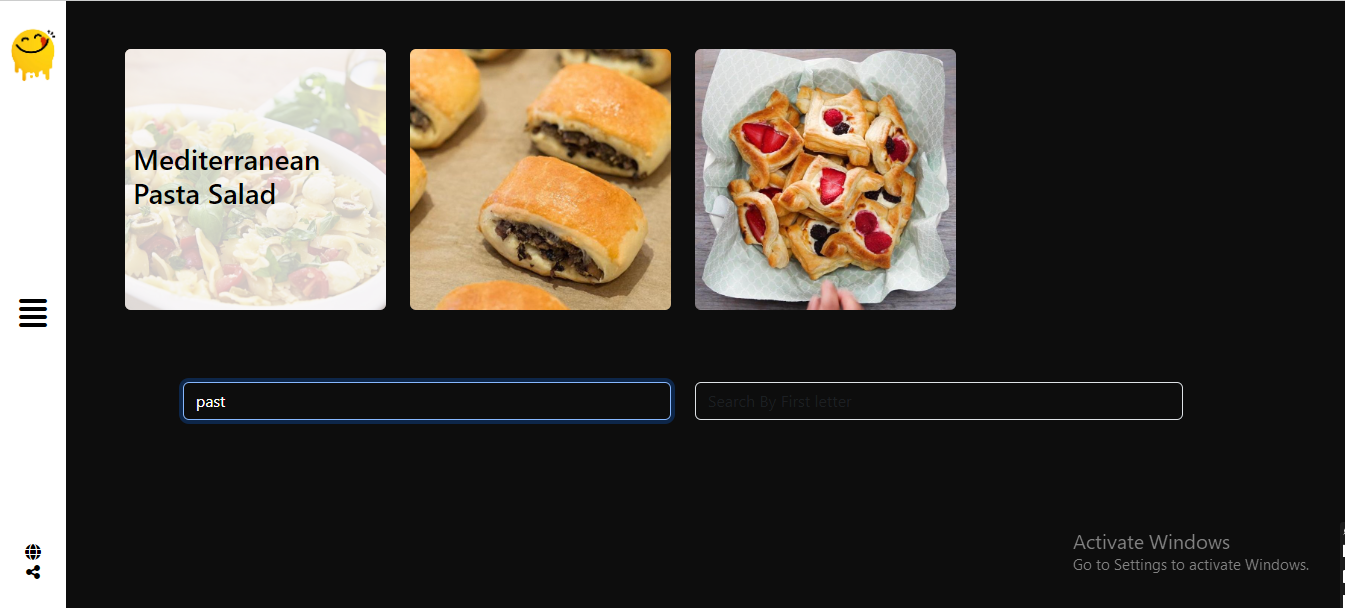 Mediterranean
Pasta Salad
past
Search By First letter
Activate Windows
Go to Settings to activate Windows.